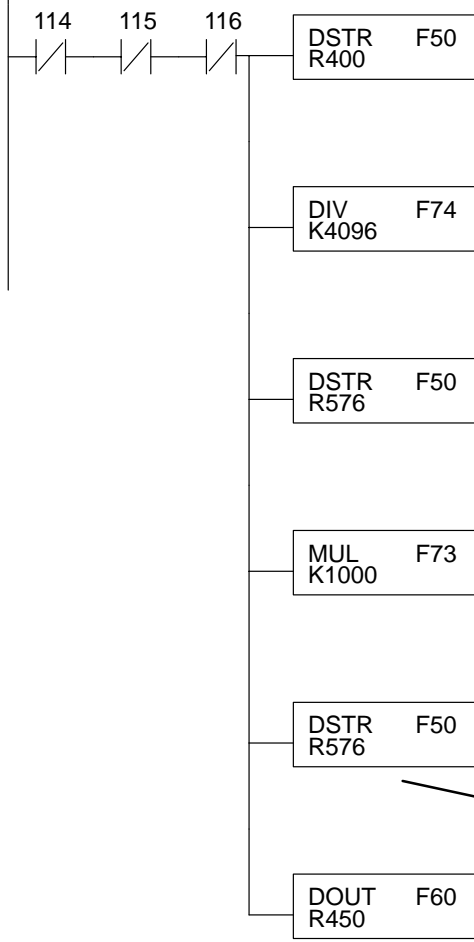 114 115 116
DSTR F50
R400
DIV F74
K4096
DSTR F50
R576
MUL F73
K1000
DSTR F50
R576
DOUT F60
R450